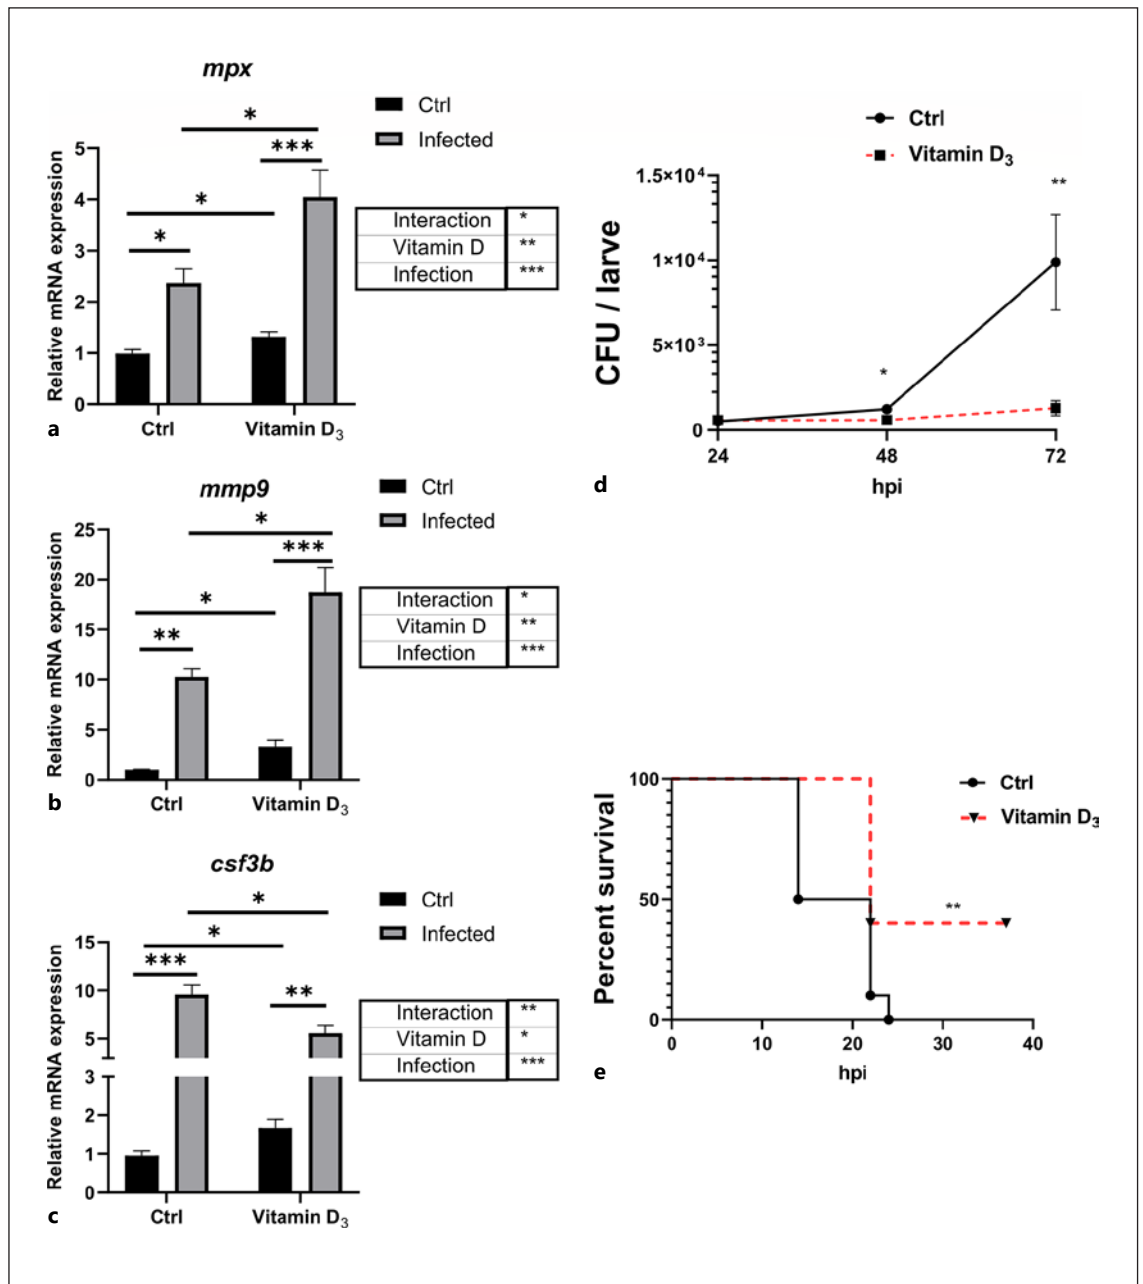 mpx
Ctrl
Infected
*
***
*
*
Relative mRNA expression
5
4
3
2
1
0
Ctrl
Vitamin D3
Interaction *
Vitamin D **
Infection ***
a
mmp9
Ctrl
Infected
*
***
*
**
Relative mRNA expression
25
20
15
10
5
0
Ctrl
Vitamin D3
Interaction *
Vitamin D **
Infection ***
b
csf3b
Ctrl
Infected
*
*
***
**
Relative mRNA expression
15
10
5
3
2
1
0
Ctrl
Vitamin D3
Interaction **
Vitamin D *
Infection ***
c
Ctrl
Vitamin D3
CFU / larve
1.5×10⁴
1×10⁴
5×10³
0
*
**
24
48
72
hpi
d
Ctrl
Vitamin D3
Percent survival
100
50
0
**
0
10
20
30
40
hpi
e